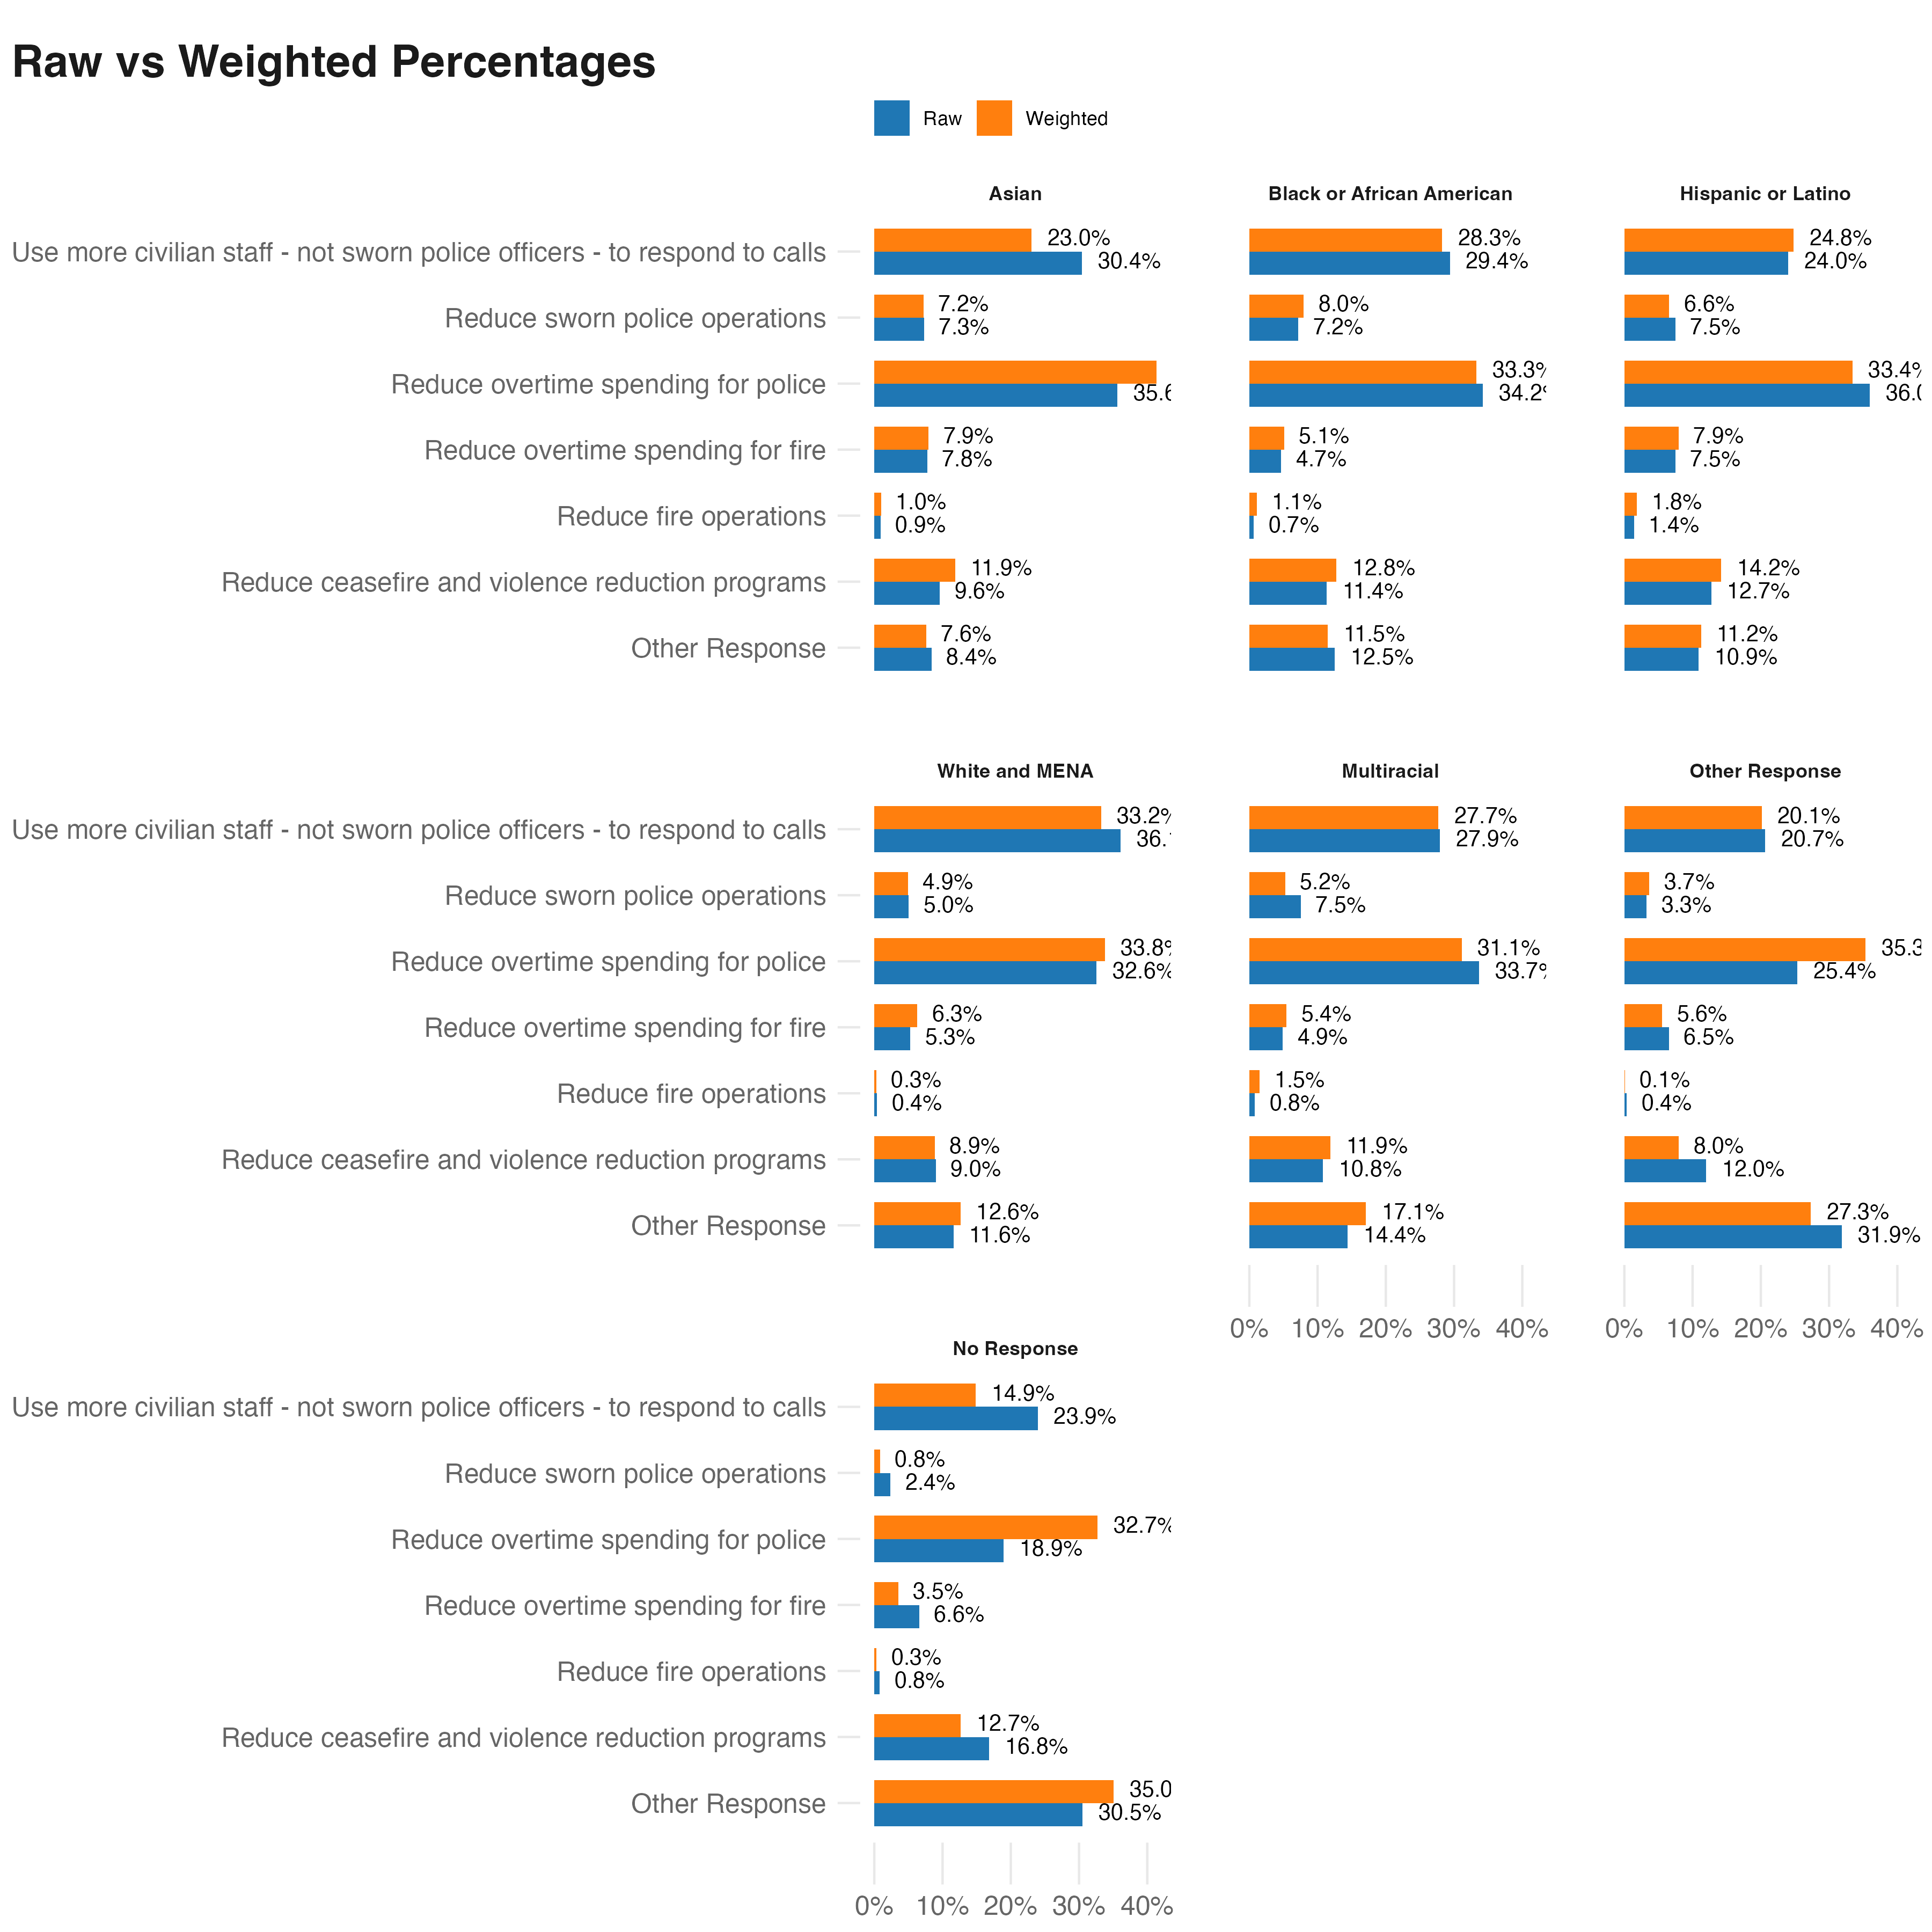 Raw vs Weighted Percentages
Raw Weighted
Asian Black or African American Hispanic or Latino
Use more civilian staff - not sworn police officers - to respond to calls 23.0% 28.3% 24.8%
30.4% 29.4% 24.0%
Reduce sworn police operations 7.2% 8.0% 6.6%
7.3% 7.2% 7.5%
Reduce overtime spending for police 33.3% 33.4%
35.6 34.2% 36.0
Reduce overtime spending for fire 7.9% 5.1% 7.9%
7.8% 4.7% 7.5%
Reduce fire operations 1.0% 1.1% 1.8%
0.9% 0.7% 1.4%
Reduce ceasefire and violence reduction programs 11.9% 12.8% 14.2%
9.6% 11.4% 12.7%
Other Response 7.6% 11.5% 11.2%
8.4% 12.5% 10.9%
White and MENA Multiracial Other Response
Use more civilian staff - not sworn police officers - to respond to calls 33.2% 27.7% 20.1%
36. 27.9% 20.7%
Reduce sworn police operations 4.9% 5.2% 3.7%
5.0% 7.5% 3.3%
Reduce overtime spending for police 33.8% 31.1% 35.3
32.6% 33.7% 25.4%
Reduce overtime spending for fire 6.3% 5.4% 5.6%
5.3% 4.9% 6.5%
Reduce fire operations 0.3% 1.5% 0.1%
0.4% 0.8% 0.4%
Reduce ceasefire and violence reduction programs 8.9% 11.9% 8.0%
9.0% 10.8% 12.0%
Other Response 12.6% 17.1% 27.3%
11.6% 14.4% 31.9%
0% 10% 20% 30% 40% 0% 10% 20% 30% 40%
No Response
Use more civilian staff - not sworn police officers - to respond to calls 14.9%
23.9%
Reduce sworn police operations 0.8%
2.4%
Reduce overtime spending for police 32.7%
18.9%
Reduce overtime spending for fire 3.5%
6.6%
Reduce fire operations 0.3%
0.8%
Reduce ceasefire and violence reduction programs 12.7%
16.8%
Other Response 35.0
30.5%
0% 10% 20% 30% 40%